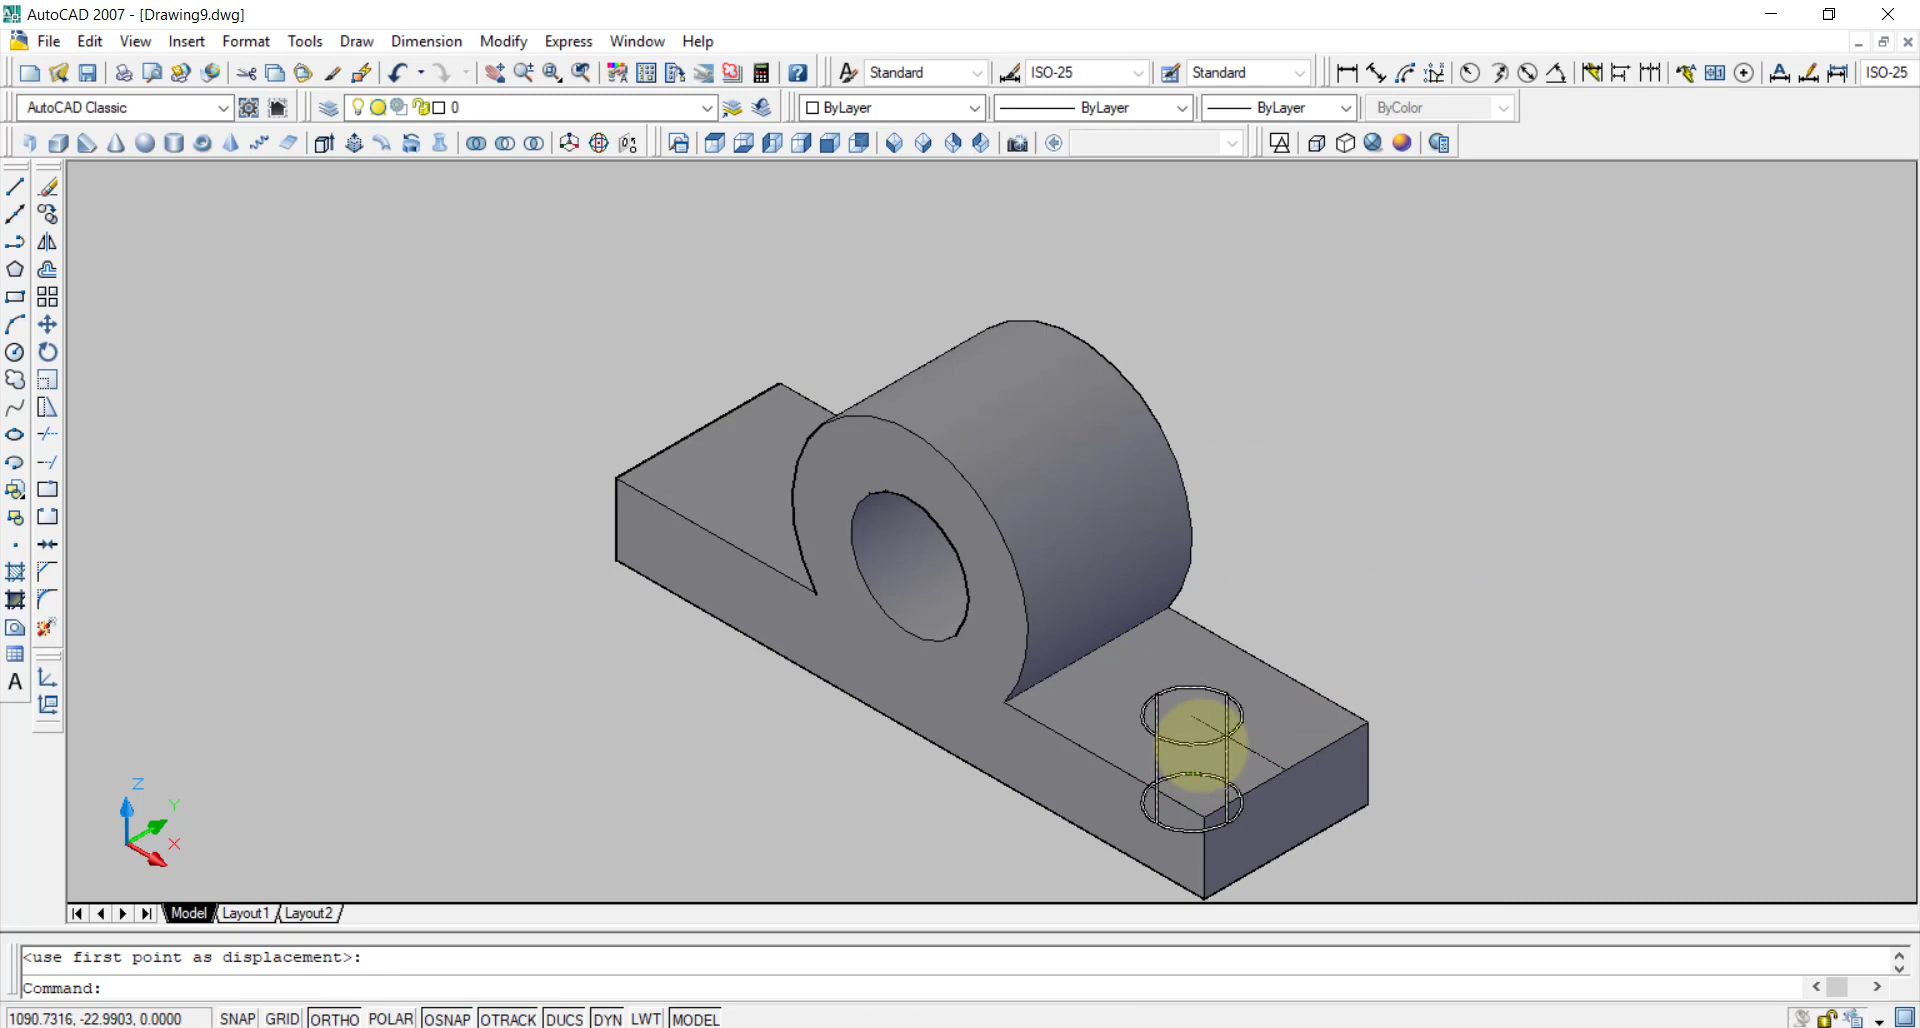 AutoCAD 2007 - [Drawing9.dwg]
File Edit View Insert Format Tools Draw Dimension Modify Express Window Help
Standard ISO-25 Standard ISO-25
AutoCAD Classic 0 ByLayer ByLayer ByLayer ByColor
A
Z
Y
X
Model Layout1 Layout2
<use first point as displacement>:
Command:
1090.7316, -22.9903, 0.0000 SNAP GRID ORTHO POLAR OSNAP OTRACK DUCS DYN LWT MODEL